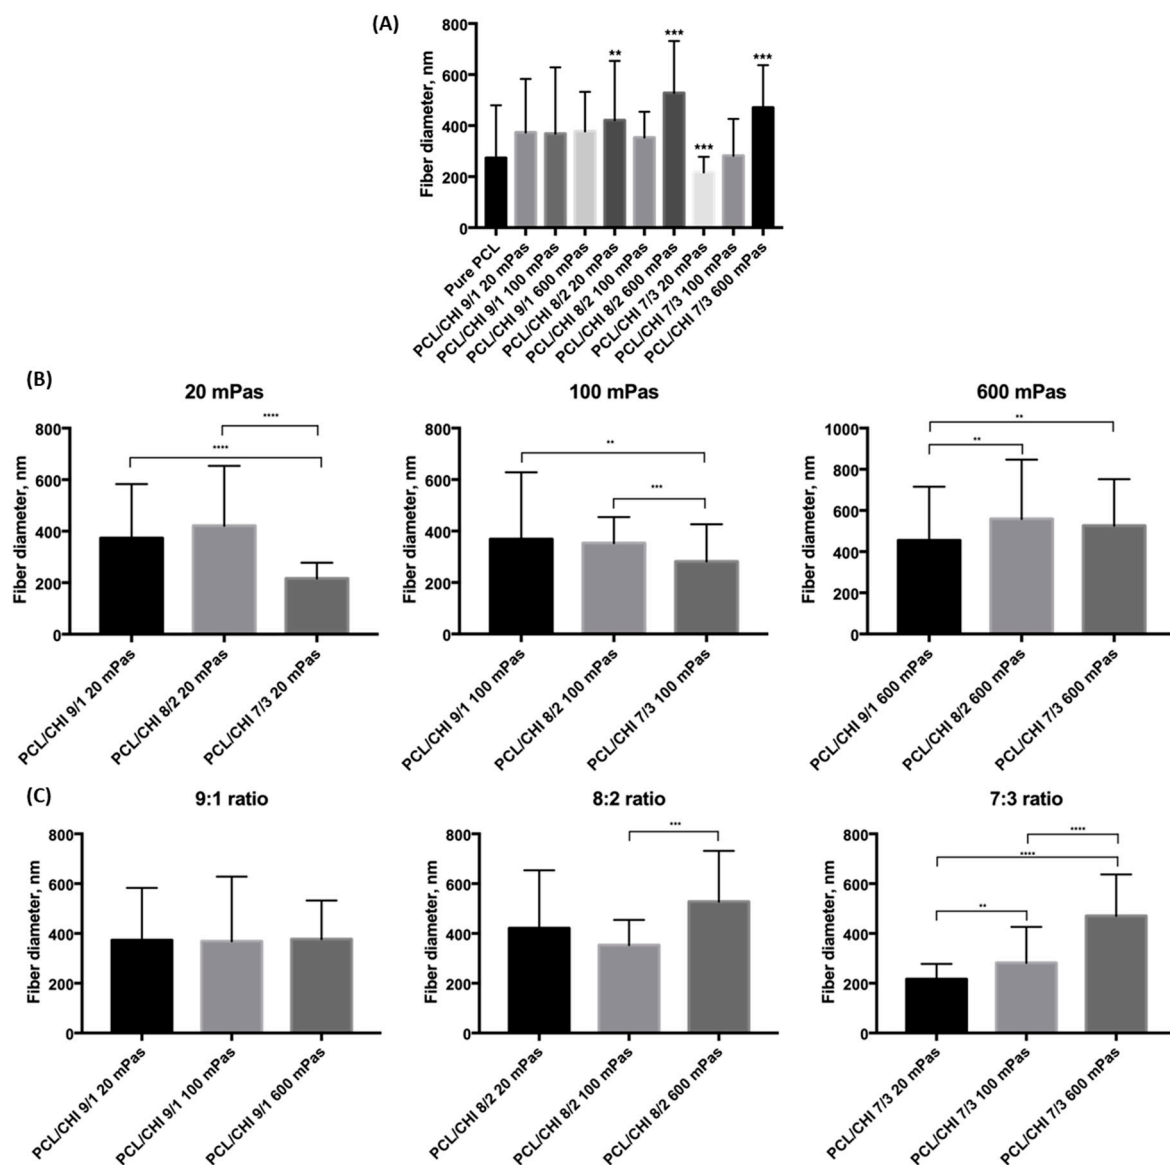 (A)
Fiber diameter, nm
800
600
400
200
0
**
***
***
***
Pure PCL
PCL/CHI 9/1 20 mPas
PCL/CHI 9/1 100 mPas
PCL/CHI 9/1 600 mPas
PCL/CHI 8/2 20 mPas
PCL/CHI 8/2 100 mPas
PCL/CHI 8/2 600 mPas
PCL/CHI 7/3 20 mPas
PCL/CHI 7/3 100 mPas
PCL/CHI 7/3 600 mPas
(B)
20 mPas
Fiber diameter, nm
800
600
400
200
0
****
****
PCL/CHI 9/1 20 mPas
PCL/CHI 8/2 20 mPas
PCL/CHI 7/3 20 mPas
100 mPas
Fiber diameter, nm
800
600
400
200
0
**
***
PCL/CHI 9/1 100 mPas
PCL/CHI 8/2 100 mPas
PCL/CHI 7/3 100 mPas
600 mPas
Fiber diameter, nm
1000
800
600
400
200
0
**
**
PCL/CHI 9/1 600 mPas
PCL/CHI 8/2 600 mPas
PCL/CHI 7/3 600 mPas
(C)
9:1 ratio
Fiber diameter, nm
800
600
400
200
0
PCL/CHI 9/1 20 mPas
PCL/CHI 9/1 100 mPas
PCL/CHI 9/1 600 mPas
8:2 ratio
Fiber diameter, nm
800
600
400
200
0
***
PCL/CHI 8/2 20 mPas
PCL/CHI 8/2 100 mPas
PCL/CHI 8/2 600 mPas
7:3 ratio
Fiber diameter, nm
800
600
400
200
0
****
****
**
PCL/CHI 7/3 20 mPas
PCL/CHI 7/3 100 mPas
PCL/CHI 7/3 600 mPas